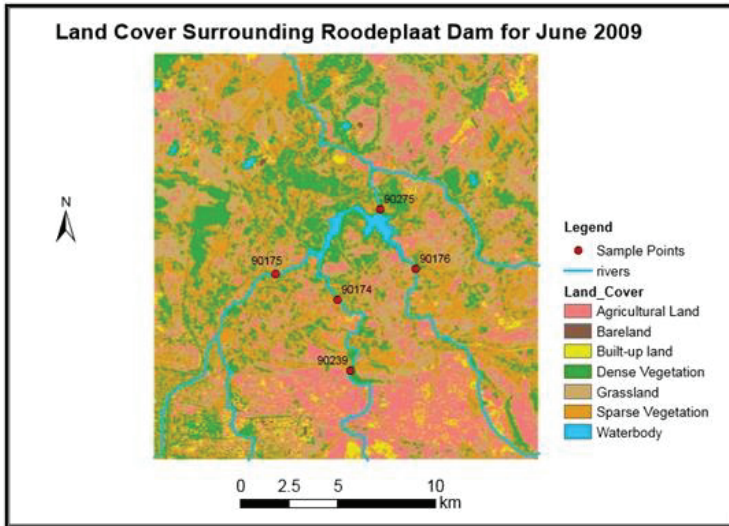 Land Cover Surrounding Roodeplaat Dam for June 2009
N
90275
90175
90176
90174
90239
Legend
Sample Points
rivers
Land_Cover
Agricultural Land
Bareland
Built-up land
Dense Vegetation
Grassland
Sparse Vegetation
Waterbody
0 2.5 5 10
km